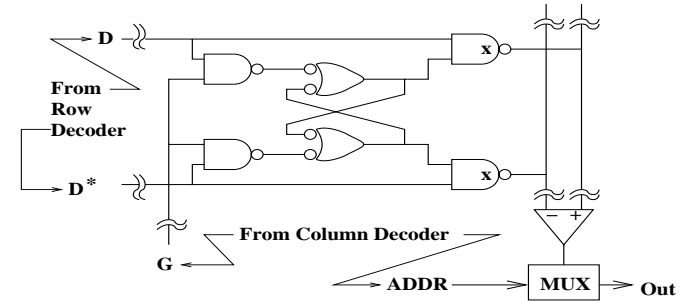 D
x
From
Row
Decoder
D*
x
− +
From Column Decoder
G
ADDR
MUX
Out